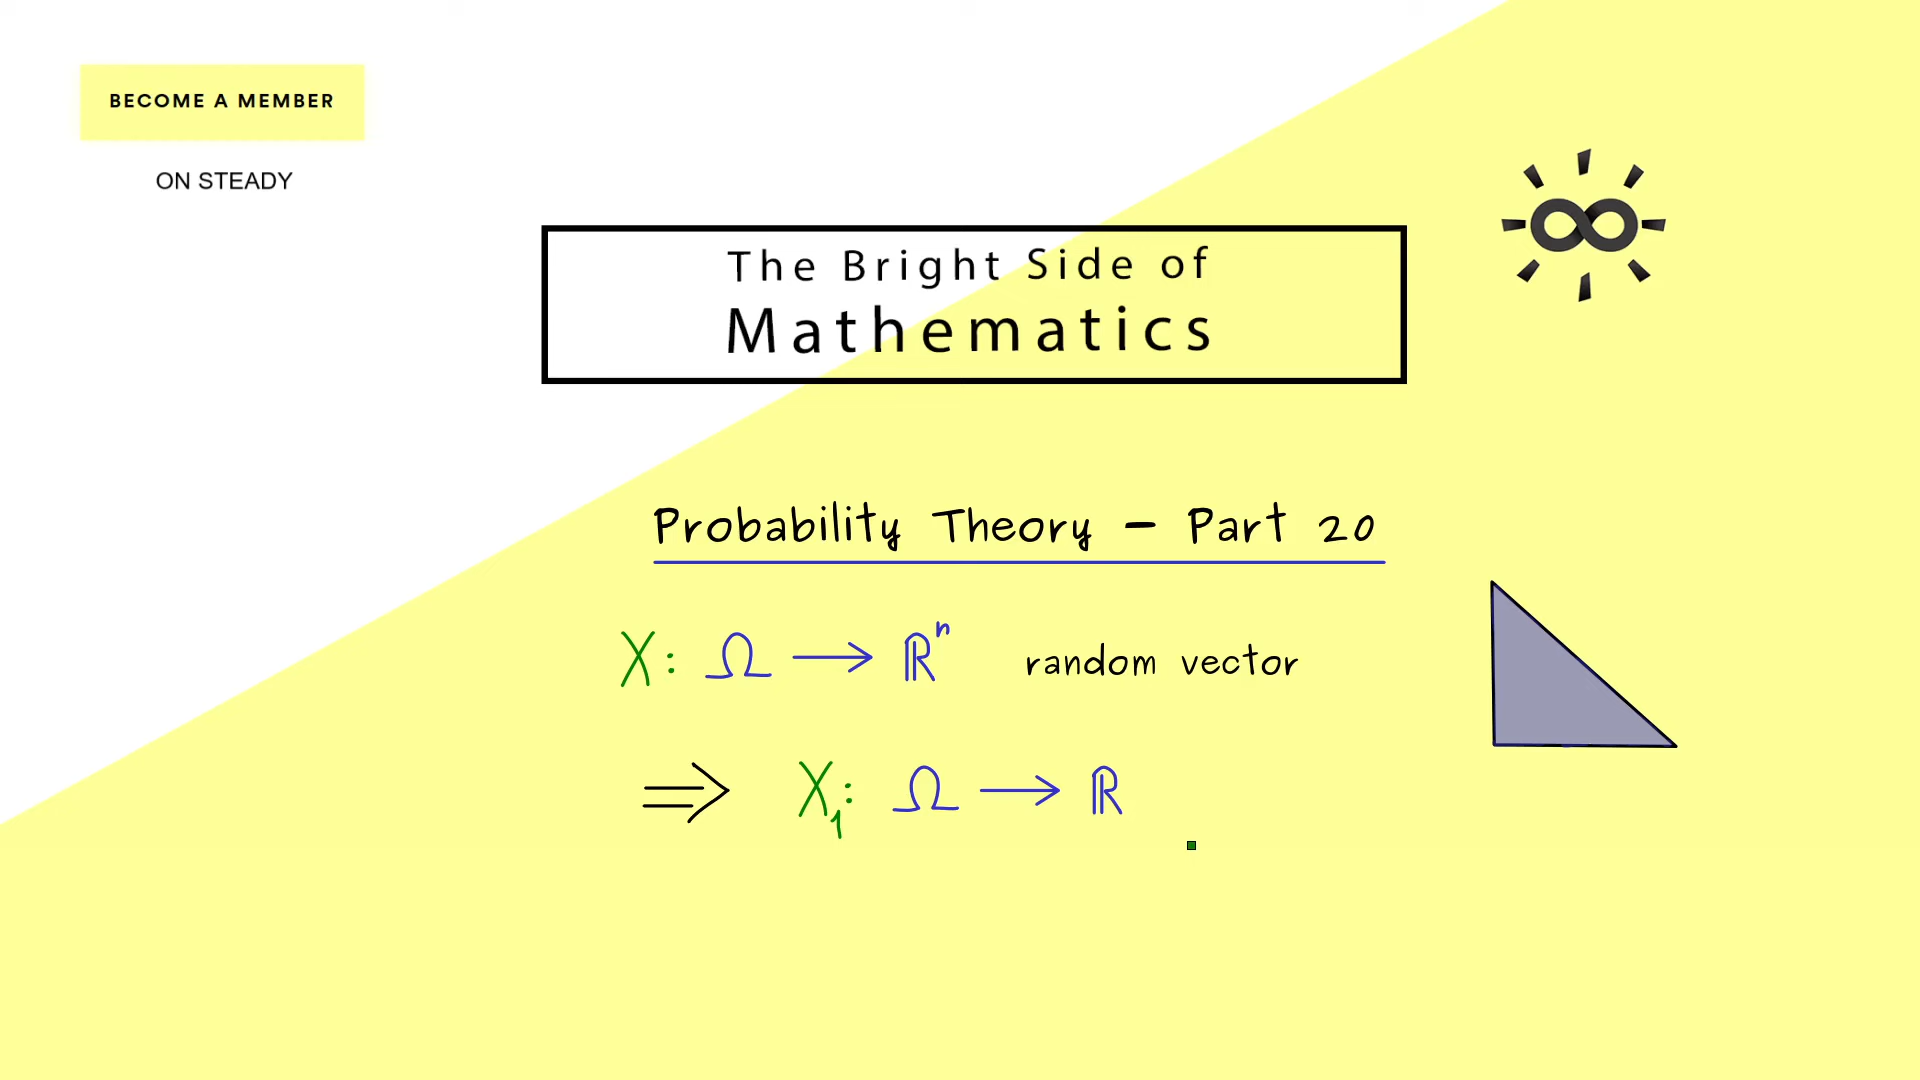 BECOME A MEMBER
ON STEADY
The Bright Side of
Mathematics
Probability Theory – Part 20
X: Ω ⟶ ℝⁿ random vector
⟹ X₁: Ω ⟶ ℝ